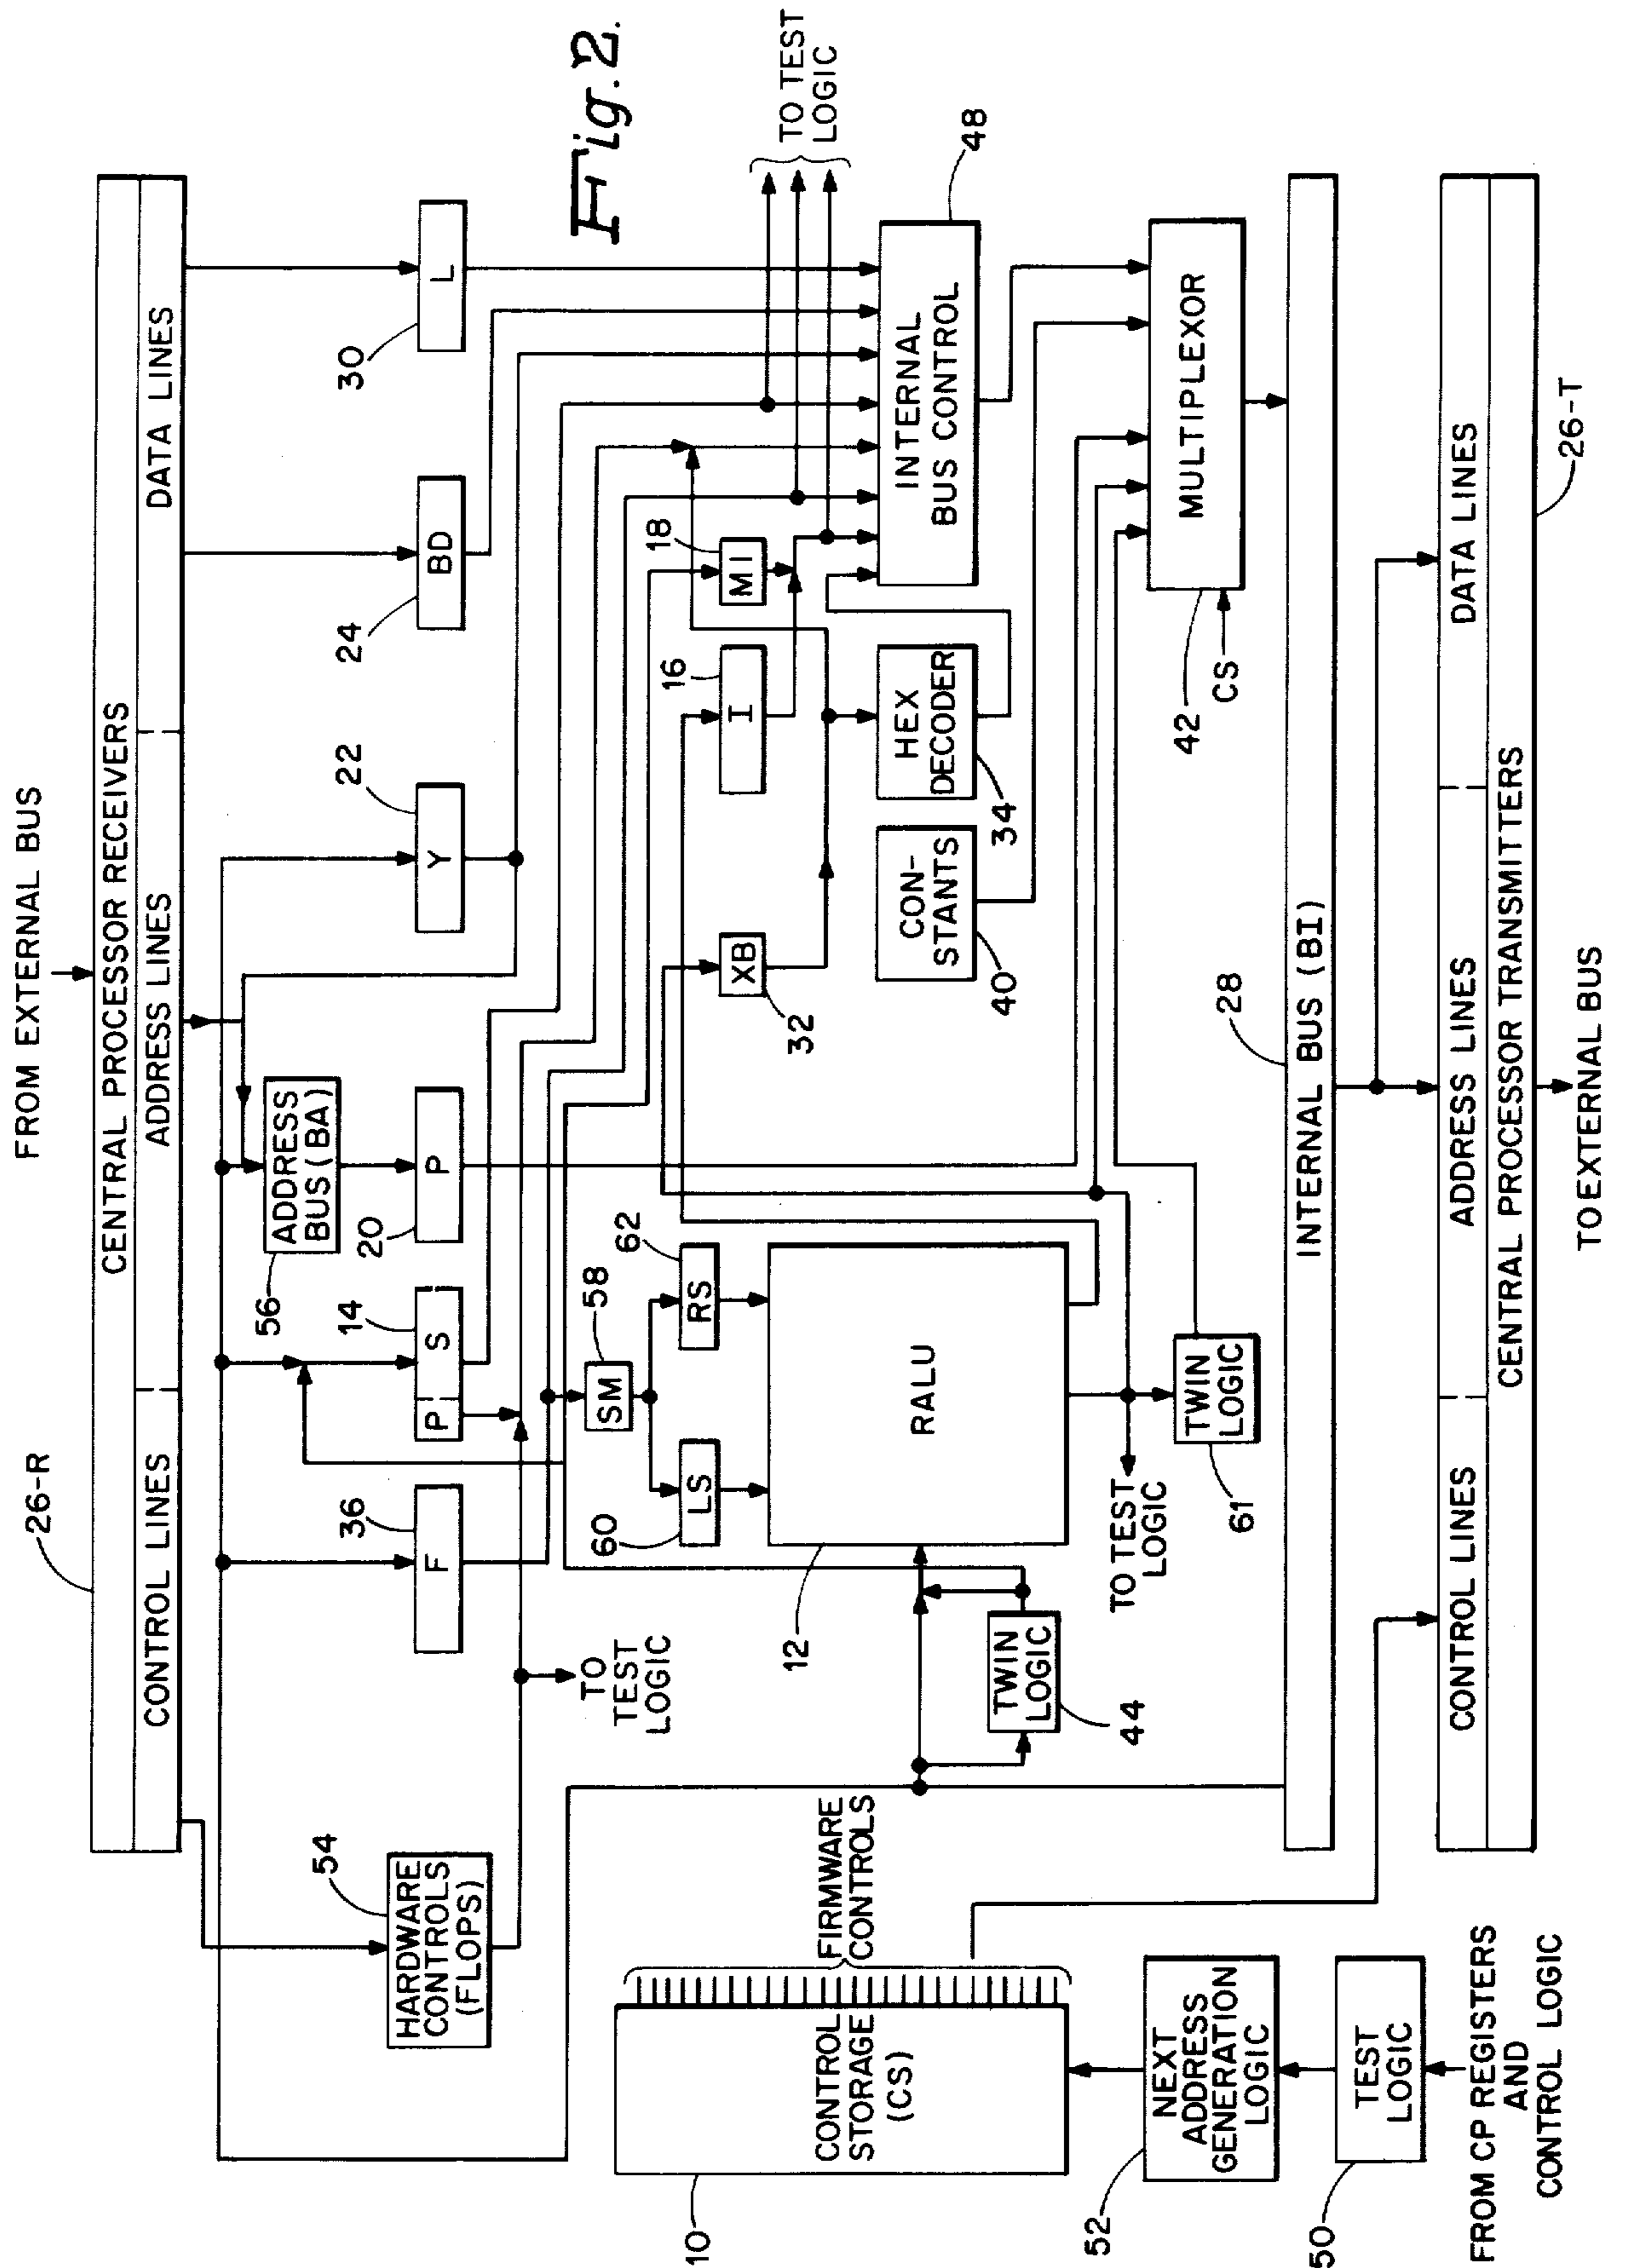 FROM EXTERNAL BUS
26-R
CENTRAL PROCESSOR RECEIVERS
CONTROL LINES
ADDRESS LINES
DATA LINES
54
HARDWARE
CONTROLS
(FLOPS)
36
F
14
P
S
56
ADDRESS
BUS (BA)
20
P
22
Y
24
BD
30
L
Fig. 2.
TO
TEST
LOGIC
58
SM
60
LS
62
RS
12
RALU
32
XB
16
I
18
MI
TO TEST
LOGIC
40
CON-
STANTS
34
HEX
DECODER
48
INTERNAL
BUS CONTROL
44
TWIN
LOGIC
TO TEST
LOGIC
61
TWIN
LOGIC
42
MULTIPLEXOR
CS
10
CONTROL
STORAGE
(CS)
FIRMWARE
CONTROLS
28
INTERNAL BUS (BI)
52
NEXT
ADDRESS
GENERATION
LOGIC
50
TEST
LOGIC
FROM CP REGISTERS
AND
CONTROL LOGIC
CONTROL LINES
ADDRESS LINES
DATA LINES
CENTRAL PROCESSOR TRANSMITTERS
26-T
TO EXTERNAL BUS